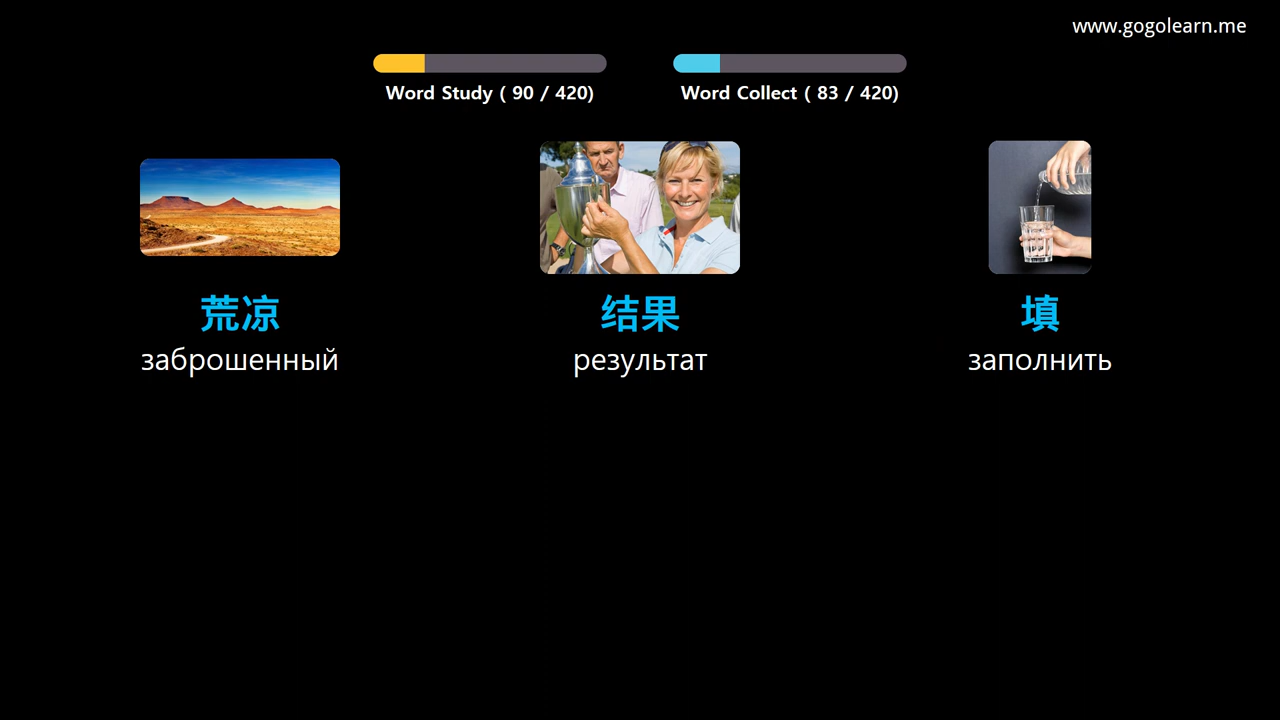 www.gogolearn.me
Word Study ( 90 / 420)
Word Collect ( 83 / 420)
荒凉
заброшенный
结果
результат
填
заполнить